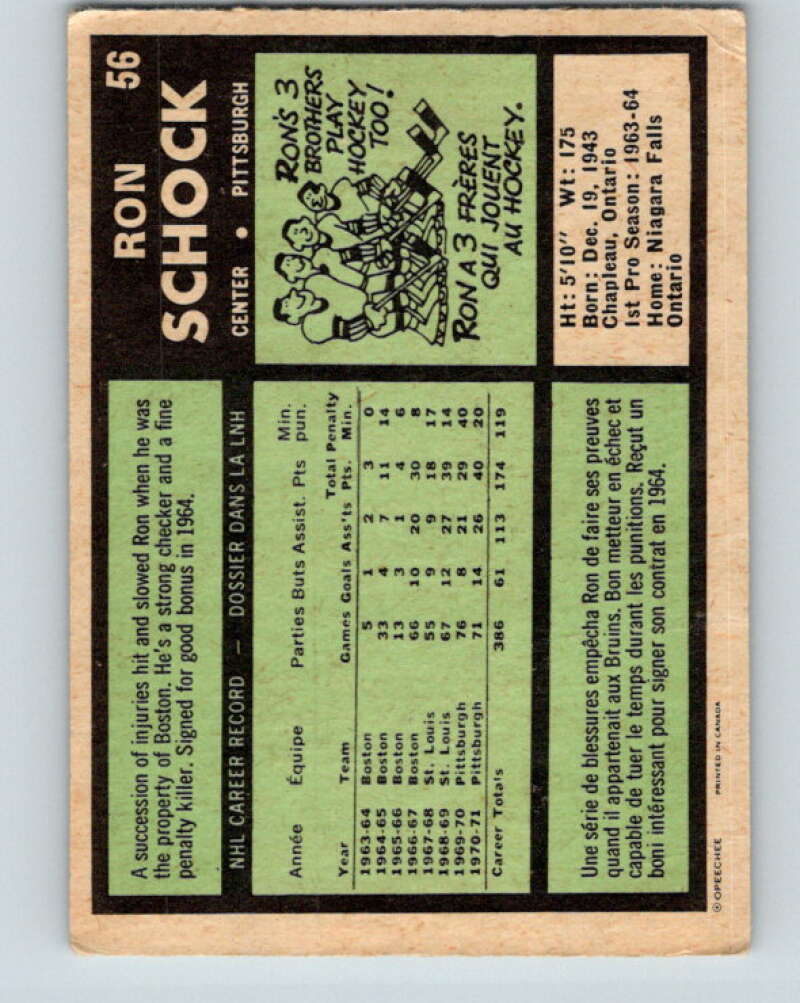 56
RON
SCHOCK
CENTER • PITTSBURGH
A succession of injuries hit and slowed Ron when he was
the property of Boston. He's a strong checker and a fine
penalty killer. Signed for good bonus in 1964.
NHL CAREER RECORD — DOSSIER DANS LA LNH
Année Équipe Parties Buts Assist. Pts Min. pun.
Year Team Games Goals Ass'ts Total Pts. Penalty Min.
1963-64 Boston 5 1 2 3 0
1964-65 Boston 33 4 7 11 14
1965-66 Boston 13 3 1 4 6
1966-67 Boston 66 10 20 30 8
1967-68 St. Louis 55 9 9 18 17
1968-69 St. Louis 67 12 27 39 14
1969-70 Pittsburgh 76 8 21 29 40
1970-71 Pittsburgh 71 14 26 40 20
Career Totals 386 61 113 174 119
RON'S 3
BROTHERS
PLAY
HOCKEY
TOO!
RON A 3 FRÈRES
QUI JOUENT
AU HOCKEY.
Ht: 5'10" Wt: 175
Born: Dec. 19, 1943
Chapleau, Ontario
1st Pro Season: 1963-64
Home: Niagara Falls
Ontario
Une série de blessures empêcha Ron de faire ses preuves
quand il appartenait aux Bruins. Bon metteur en échec et
capable de tuer le temps durant les punitions. Reçut un
boni intéressant pour signer son contrat en 1964.
© OPEECHEE PRINTED IN CANADA